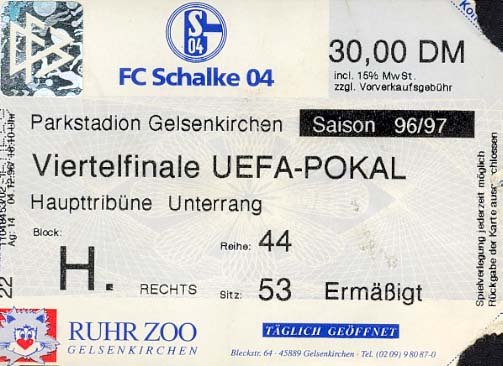 S
04
FC Schalke 04
30,00 DM
incl. 15% MwSt.
zzgl. Vorverkaufsgebühr
Parkstadion Gelsenkirchen
Saison 96/97
Viertelfinale UEFA-POKAL
Haupttribüne Unterrang
Block:
H.
RECHTS
Reihe: 44
Sitz: 53
Ermäßigt
Spielverlegung jederzeit möglich
Rückgabe der Karte ausgeschlossen
22
RUHR ZOO
GELSENKIRCHEN
TÄGLICH GEÖFFNET
Bleckstr. 64 · 45889 Gelsenkirchen · Tel. (02 09) 9 80 87-0